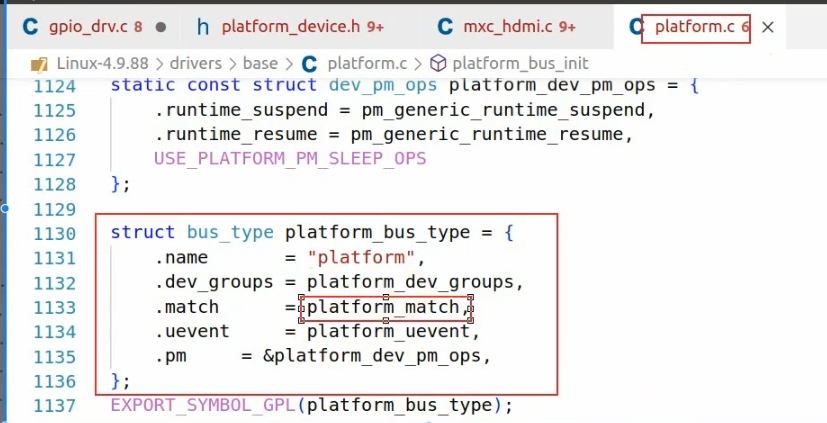 gpio_drv.c 8 platform_device.h 9+ mxc_hdmi.c 9+ platform.c 6
Linux-4.9.88 > drivers > base > platform.c > platform_bus_init
1124 static const struct dev_pm_ops platform_dev_pm_ops = {
1125 .runtime_suspend = pm_generic_runtime_suspend,
1126 .runtime_resume = pm_generic_runtime_resume,
1127 USE_PLATFORM_PM_SLEEP_OPS
1128 };
1129
1130 struct bus_type platform_bus_type = {
1131 .name = "platform",
1132 .dev_groups = platform_dev_groups,
1133 .match = platform_match,
1134 .uevent = platform_uevent,
1135 .pm = &platform_dev_pm_ops,
1136 };
1137 EXPORT_SYMBOL_GPL(platform_bus_type);